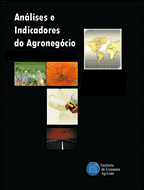 Análises e
Indicadores
do Agronegócio
Instituto
de Economia
Agrícola